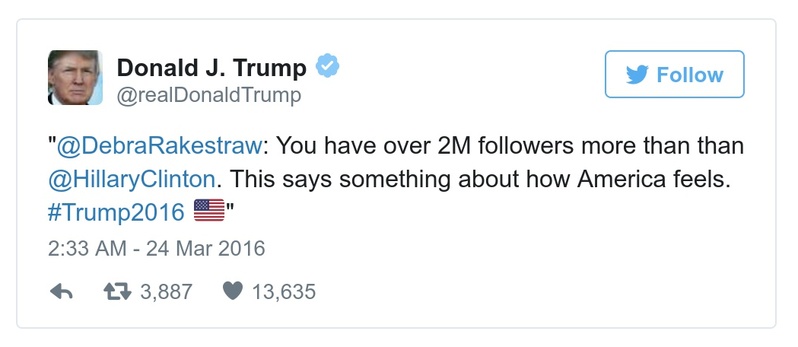 Donald J. Trump
Follow
@realDonaldTrump
"@DebraRakestraw: You have over 2M followers more than than
@HillaryClinton. This says something about how America feels.
#Trump2016 🇺🇸"
2:33 AM - 24 Mar 2016
3,887 13,635